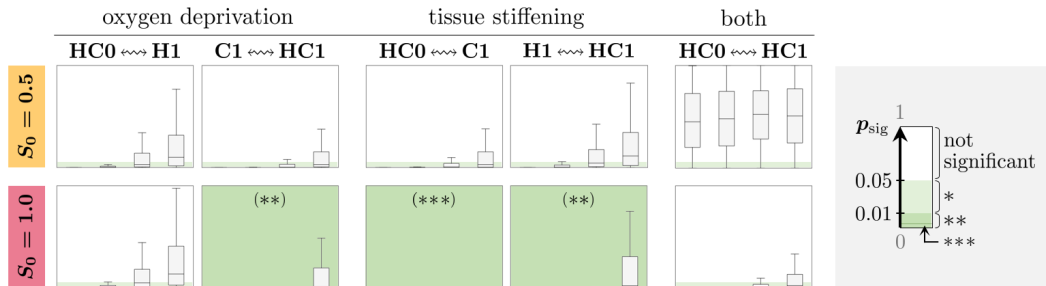 oxygen deprivation tissue stiffening both
HC0 ↭ H1 C1 ↭ HC1 HC0 ↭ C1 H1 ↭ HC1 HC0 ↭ HC1
S₀ = 0.5
1
p_sig
not
significant
0.05
*
0.01
**
0
***
S₀ = 1.0
(**) (***) (**)